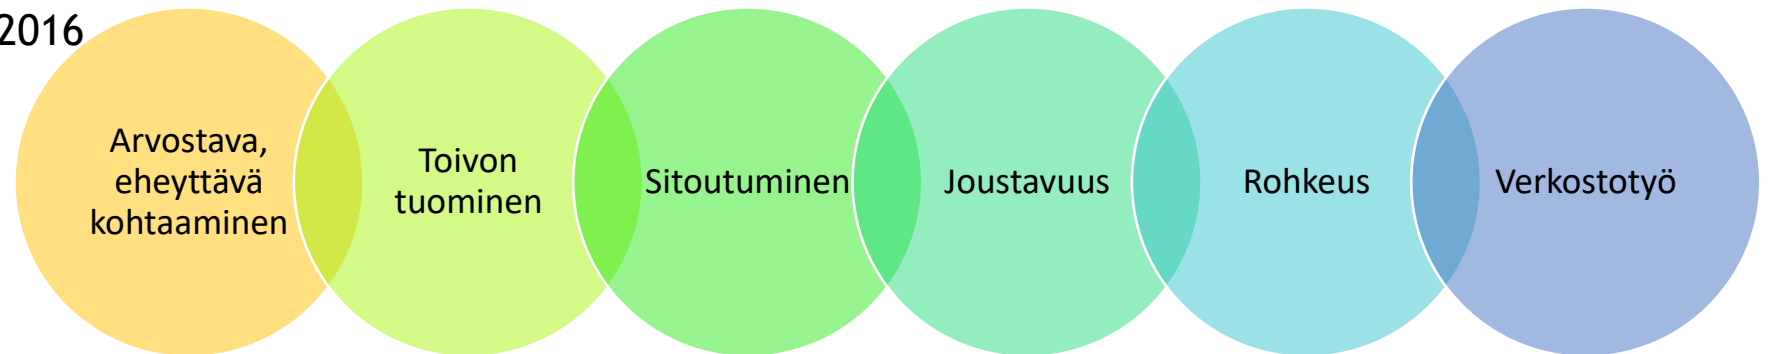 2016
Arvostava,
eheyttävä
kohtaaminen
Toivon
tuominen
Sitoutuminen
Joustavuus
Rohkeus
Verkostotyö